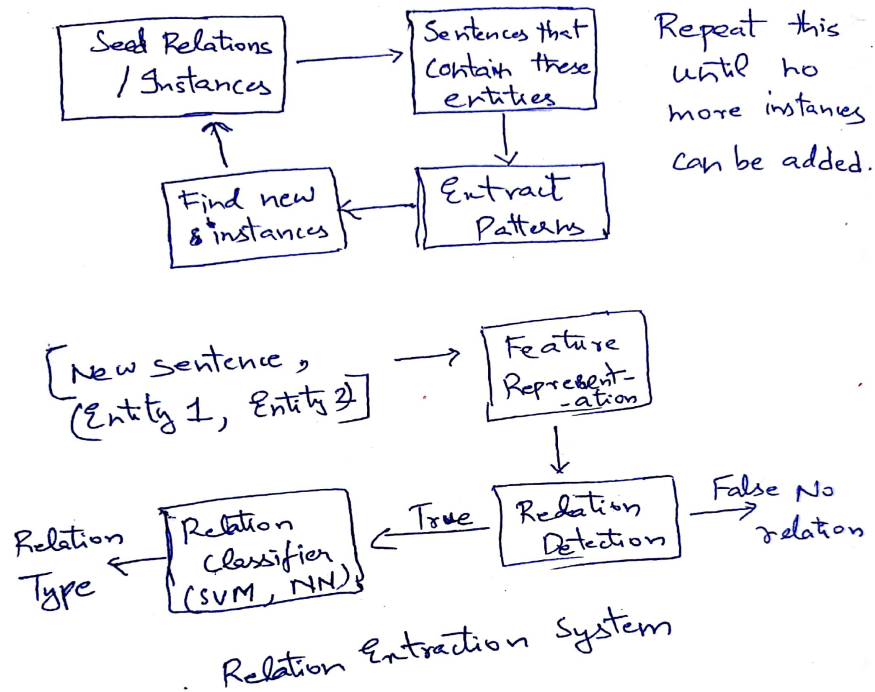 Seed Relations
/ Instances
Sentences that
contain these
entities
Repeat this
until no
more instances
can be added.
Find new
instances
Extract
Patterns
[New sentence,
(Entity 1, Entity 2)]
Feature
Represent-
-ation
Relation
Detection
True
False No
relation
Relation
Classifier
(SVM, NN)
Relation
Type
Relation Extraction System